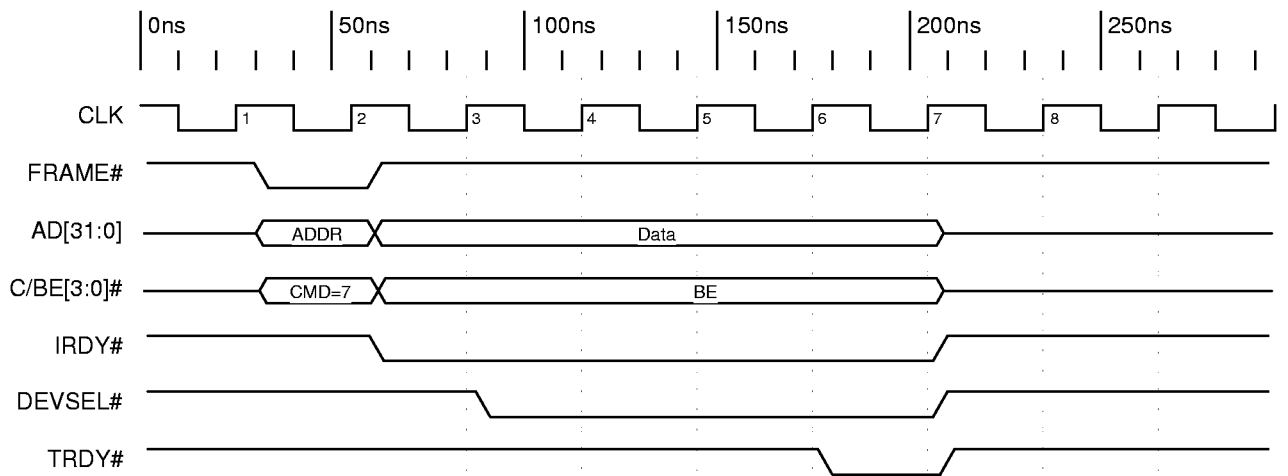 0ns 50ns 100ns 150ns 200ns 250ns
CLK 1 2 3 4 5 6 7 8
FRAME#
AD[31:0] ADDR Data
C/BE[3:0]# CMD=7 BE
IRDY#
DEVSEL#
TRDY#